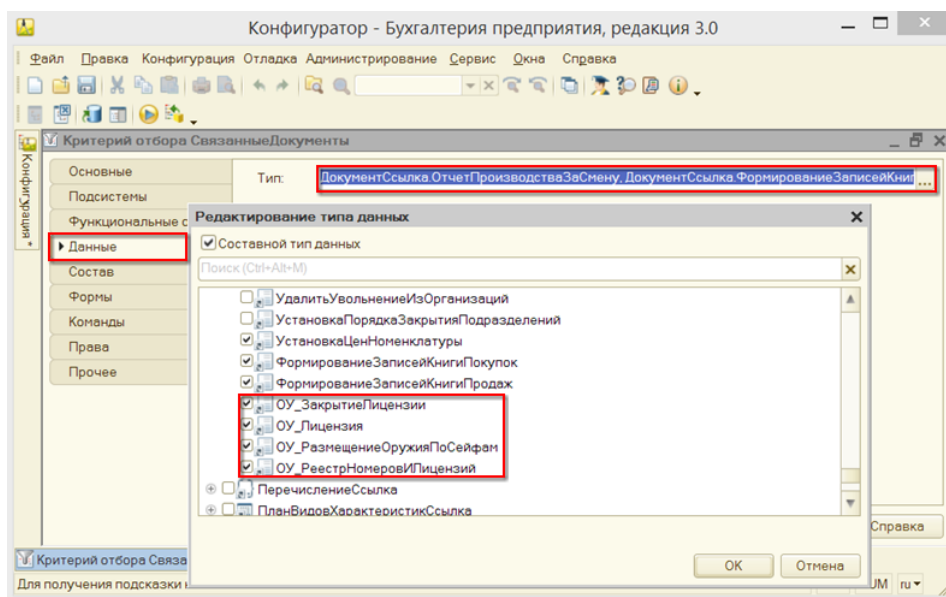 Конфигуратор - Бухгалтерия предприятия, редакция 3.0
Файл Правка Конфигурация Отладка Администрирование Сервис Окна Справка
Критерий отбора СвязанныеДокументы
Конфигурация *
Основные
Тип: ДокументСсылка.ОтчетПроизводстваЗаСмену, ДокументСсылка.ФормированиеЗаписейКниг ...
Подсистемы
Функциональные с
Данные
Состав
Формы
Команды
Права
Прочее
Редактирование типа данных
Составной тип данных
Поиск (Ctrl+Alt+M)
УдалитьУвольнениеИзОрганизаций
УстановкаПорядкаЗакрытияПодразделений
УстановкаЦенНоменклатуры
ФормированиеЗаписейКнигиПокупок
ФормированиеЗаписейКнигиПродаж
ОУ_ЗакрытиеЛицензии
ОУ_Лицензия
ОУ_РазмещениеОружияПоСейфам
ОУ_РеестрНомеровИЛицензий
ПеречислениеСсылка
ПланВидовХарактеристикСсылка
Справка
ОК Отмена
Критерий отбора Связа
Для получения подсказки
UM ru